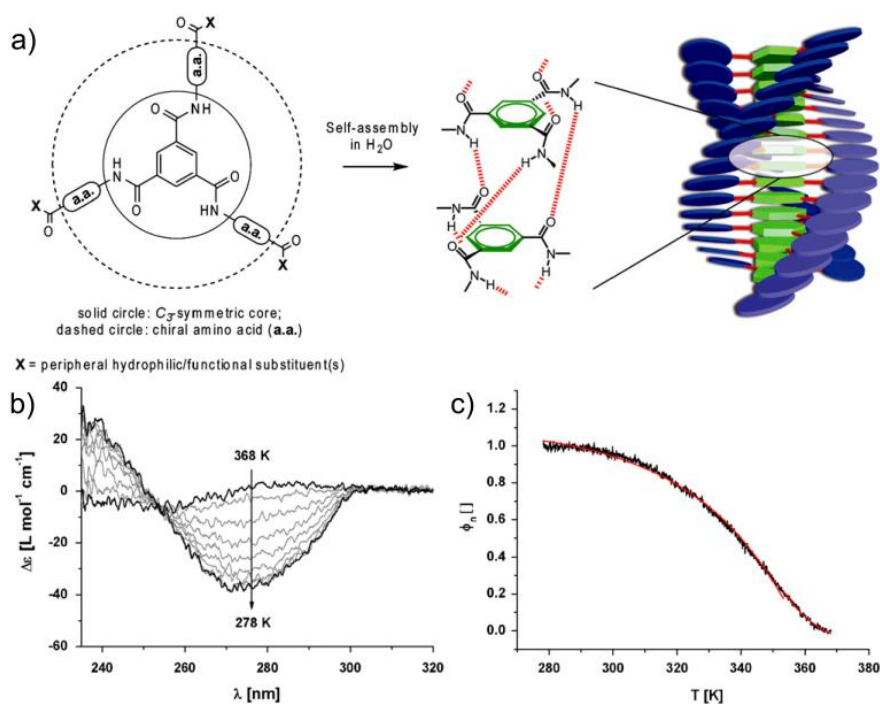 a)
O
X
a.a.
NH
O
O
NH
HN
O
a.a.
a.a.
X
O
O
X
solid circle: C3-symmetric core;
dashed circle: chiral amino acid (a.a.)
X = peripheral hydrophilic/functional substituent(s)
Self-assembly
in H2O
O
O
N
H
N
H
O
H
N
N
H
O
O
O
N
H
N
H
b)
40
20
0
-20
-40
-60
Δε [L mol-1 cm-1]
368 K
278 K
240
260
280
300
320
λ [nm]
c)
1.2
1.0
0.8
0.6
0.4
0.2
0.0
ϕn []
280
300
320
340
360
380
T [K]